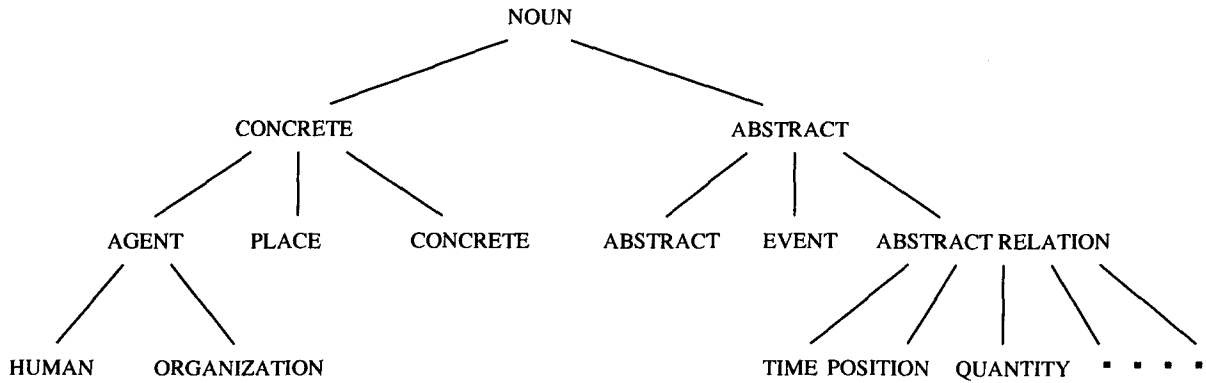 NOUN
CONCRETE ABSTRACT
AGENT PLACE CONCRETE ABSTRACT EVENT ABSTRACT RELATION
HUMAN ORGANIZATION TIME POSITION QUANTITY ▪ ▪ ▪ ▪